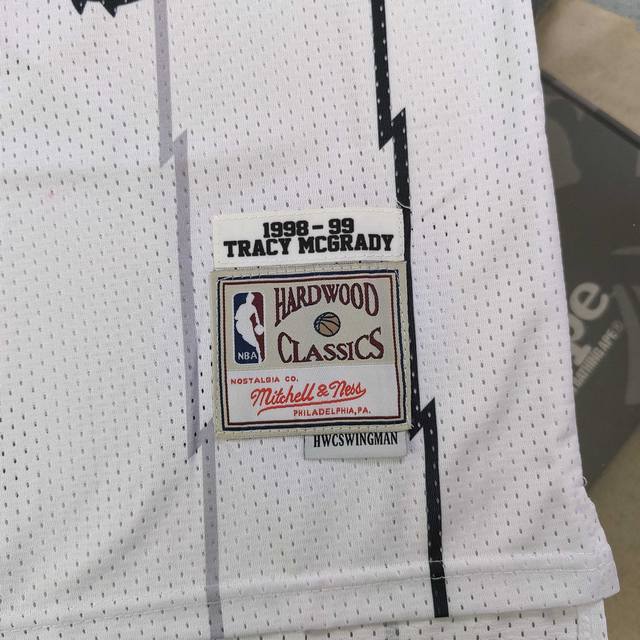 1998-99
TRACY MCGRADY
HARDWOOD
CLASSICS
NBA
NOSTALGIA CO.
Mitchell & Ness
PHILADELPHIA, PA.
HWCSWINGMAN